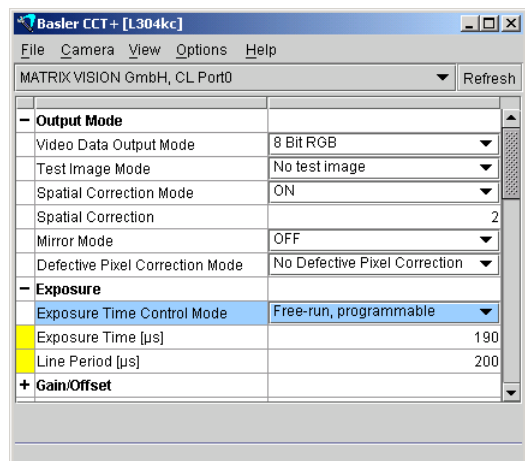 Basler CCT+ [L304kc]
File Camera View Options Help
MATRIX VISION GmbH, CL Port0 Refresh
− Output Mode
Video Data Output Mode 8 Bit RGB
Test Image Mode No test image
Spatial Correction Mode ON
Spatial Correction 2
Mirror Mode OFF
Defective Pixel Correction Mode No Defective Pixel Correction
− Exposure
Exposure Time Control Mode Free-run, programmable
Exposure Time [µs] 190
Line Period [µs] 200
+ Gain/Offset